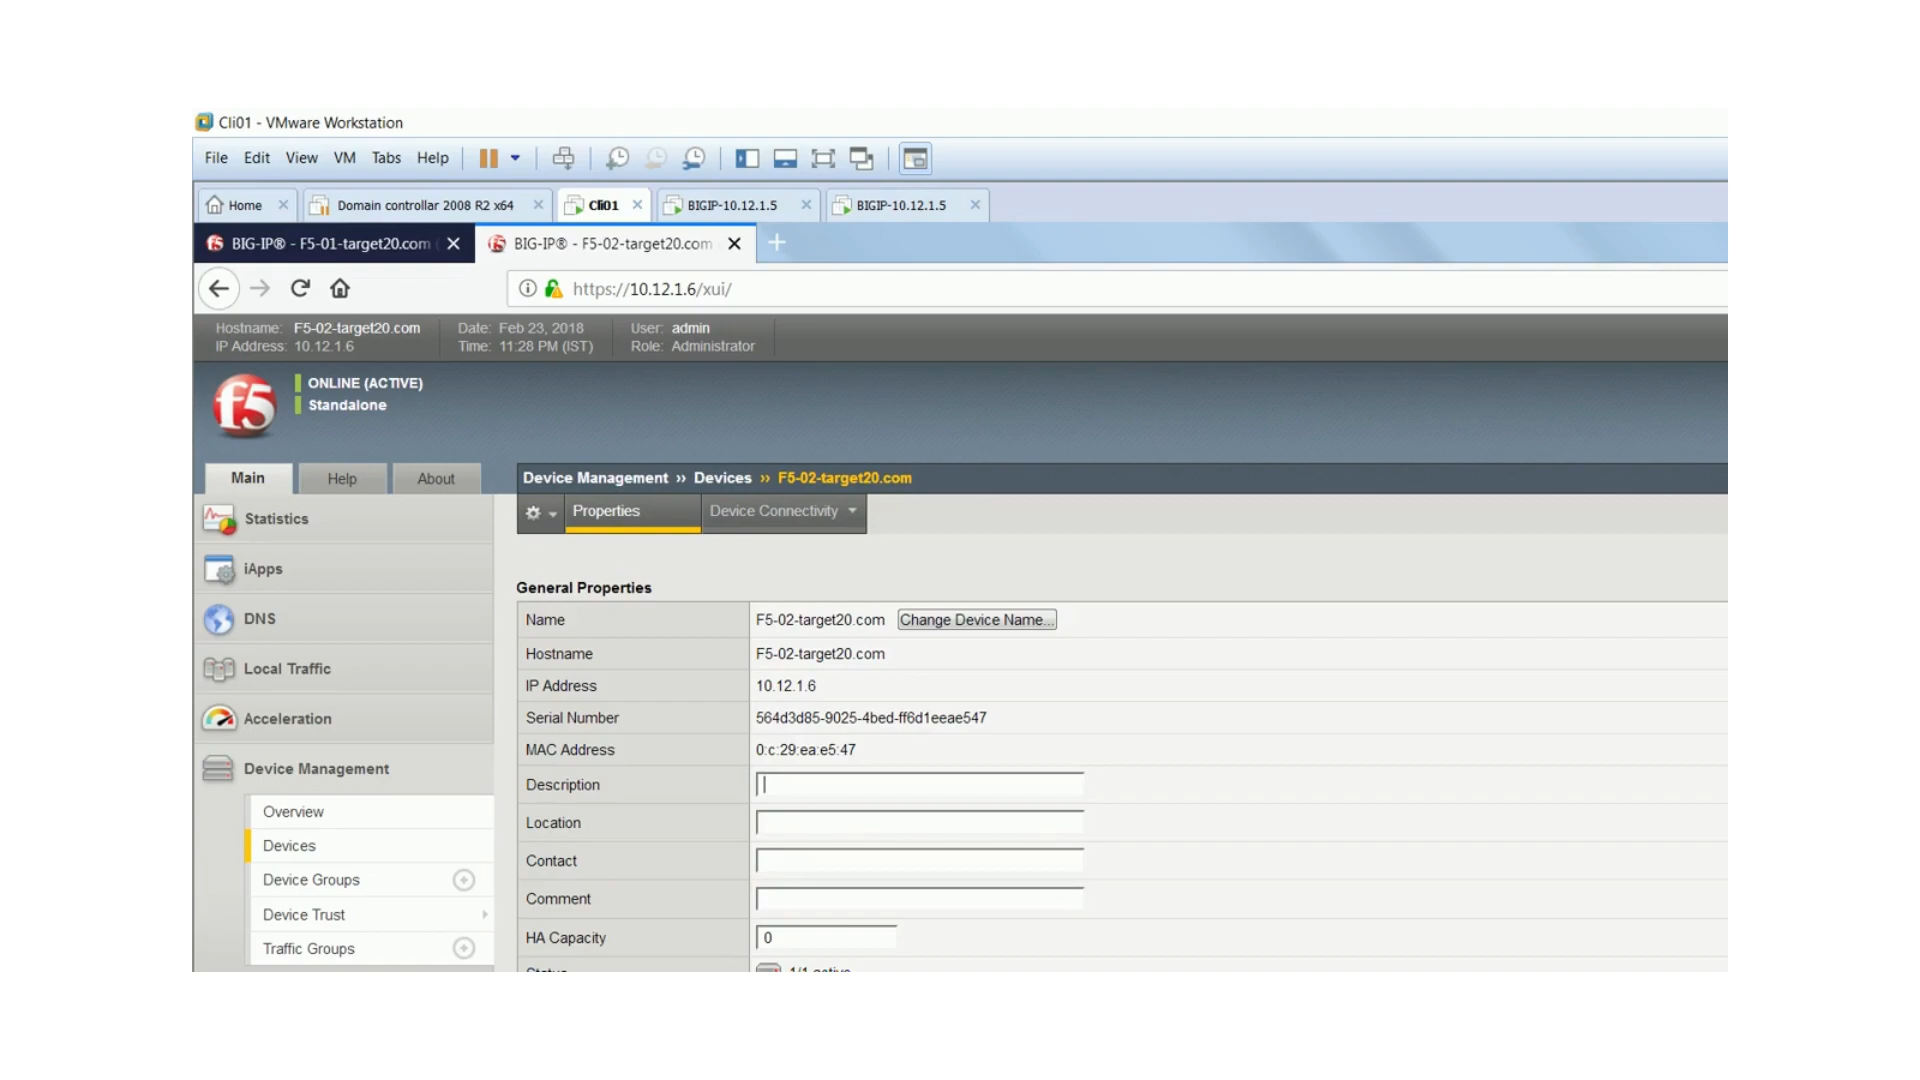 Cli01 - VMware Workstation
File Edit View VM Tabs Help
Home Domain controllar 2008 R2 x64 Cli01 BIGIP-10.12.1.5 BIGIP-10.12.1.5
BIG-IP® - F5-01-target20.com ( BIG-IP® - F5-02-target20.com
https://10.12.1.6/xui/
Hostname: F5-02-target20.com Date: Feb 23, 2018 User: admin
IP Address: 10.12.1.6 Time: 11:28 PM (IST) Role: Administrator
f5
ONLINE (ACTIVE)
Standalone
Main Help About
Device Management ›› Devices ›› F5-02-target20.com
Properties Device Connectivity
Statistics
iApps
DNS
Local Traffic
Acceleration
Device Management
Overview
Devices
Device Groups
Device Trust
Traffic Groups
General Properties
Name F5-02-target20.com Change Device Name...
Hostname F5-02-target20.com
IP Address 10.12.1.6
Serial Number 564d3d85-9025-4bed-ff6d1eeae547
MAC Address 0:c:29:ea:e5:47
Description
Location
Contact
Comment
HA Capacity 0
Status 1/1 active